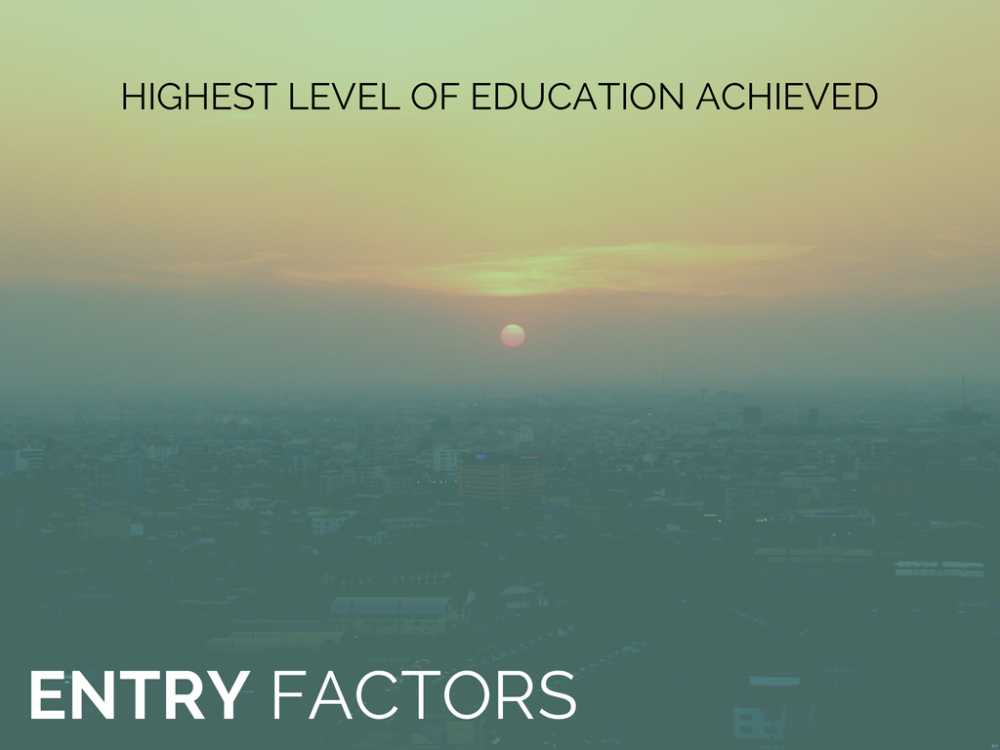 HIGHEST LEVEL OF EDUCATION ACHIEVED
ENTRY FACTORS